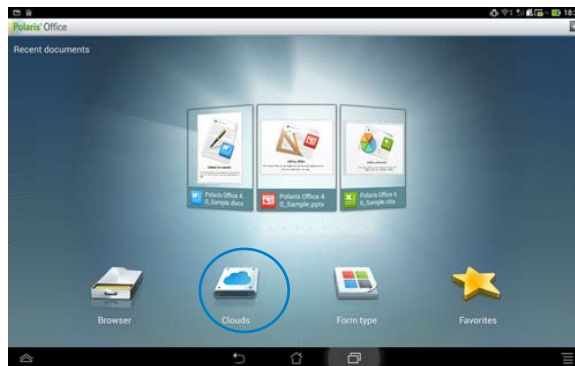 18:
Polaris® Office
Recent documents
Polaris Office 4.
0_Sample.docx
Polaris Office 4.
0_Sample.pptx
Polaris Office 4.
0_Sample.xlsx
Browser
Clouds
Form type
Favorites